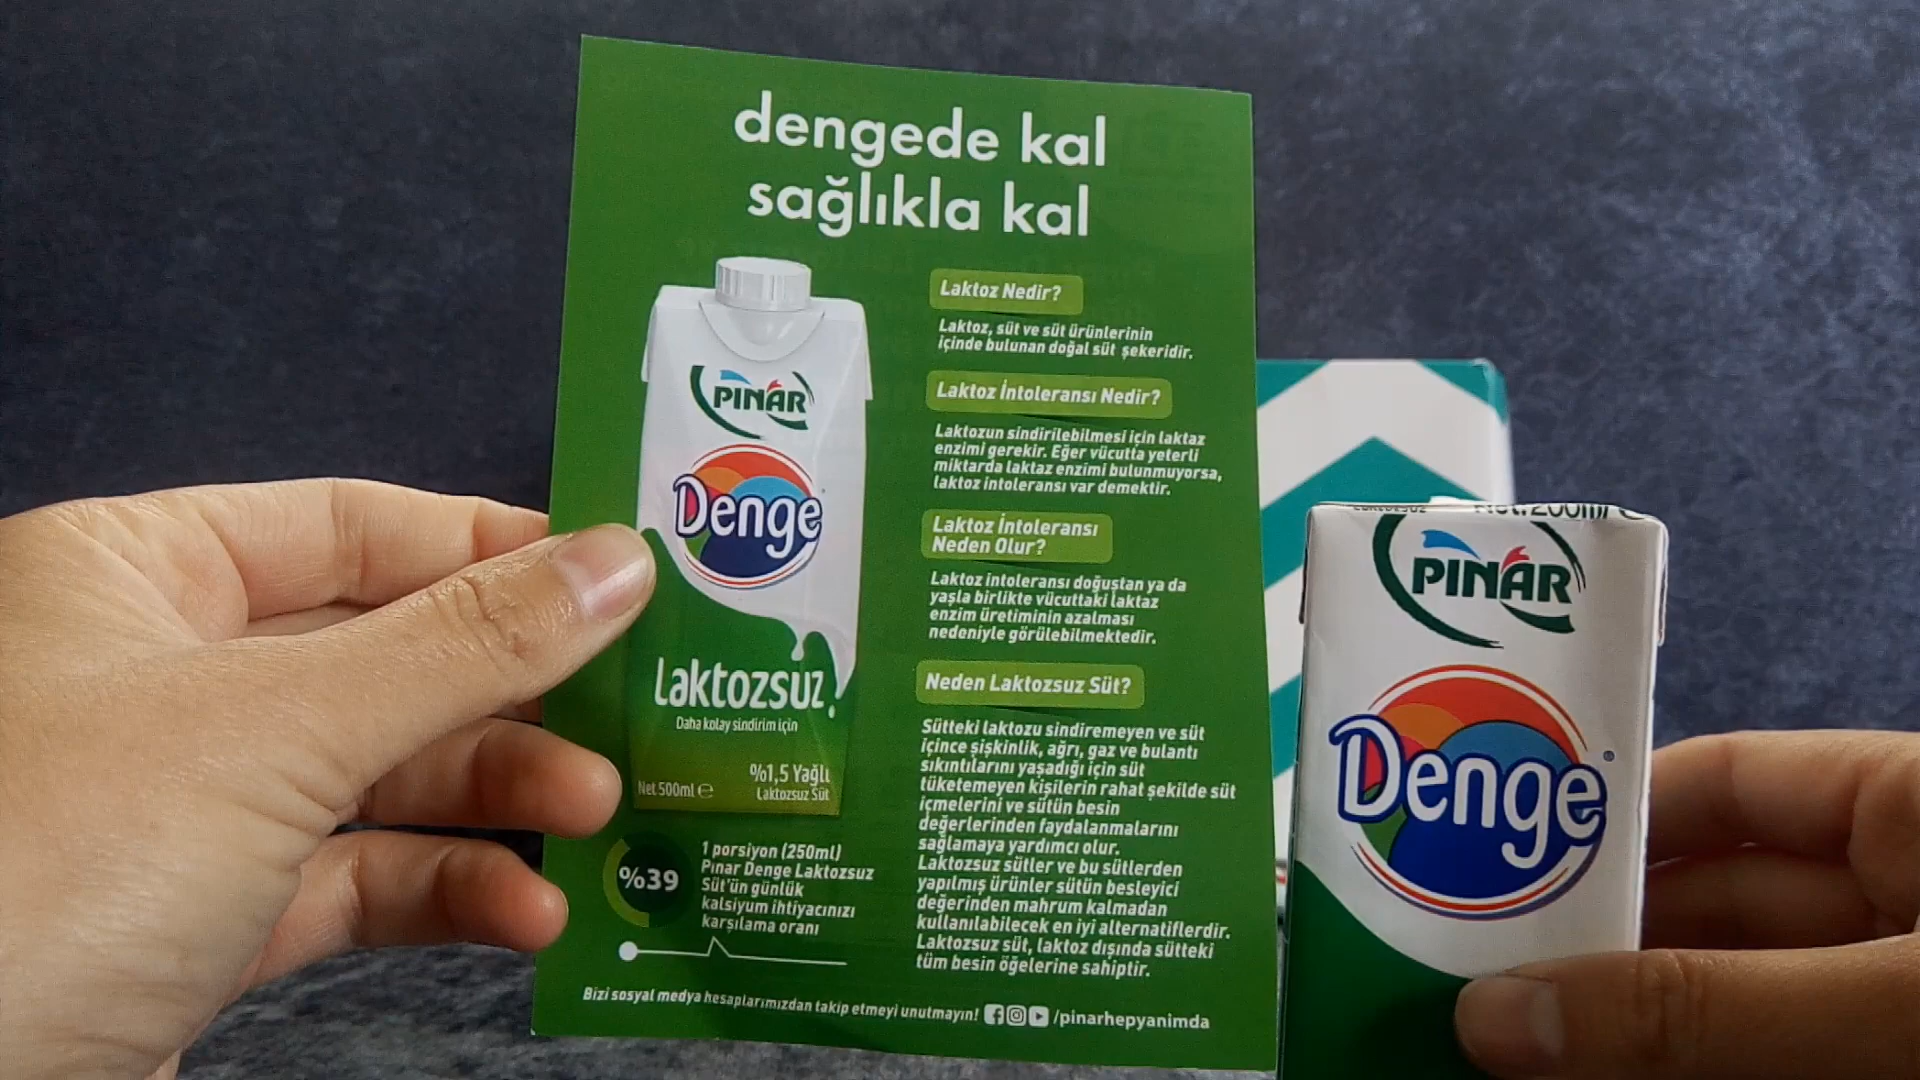 dengede kal
sağlıkla kal
PINAR
Denge
Laktozsuz
Daha kolay sindirim için
%1,5 Yağlı
Laktozsuz Süt
Net 500ml e
%39
1 porsiyon (250ml)
Pınar Denge Laktozsuz
Süt'ün günlük
kalsiyum ihtiyacınızı
karşılama oranı
Laktoz Nedir?
Laktoz, süt ve süt ürünlerinin
içinde bulunan doğal süt şekeridir.
Laktoz İntoleransı Nedir?
Laktozun sindirilebilmesi için laktaz
enzimi gerekir. Eğer vücutta yeterli
miktarda laktaz enzimi bulunmuyorsa,
laktoz intoleransı var demektir.
Laktoz İntoleransı
Neden Olur?
Laktoz intoleransı doğuştan ya da
yaşla birlikte vücuttaki laktaz
enzim üretiminin azalması
nedeniyle görülebilmektedir.
Neden Laktozsuz Süt?
Sütteki laktozu sindiremeyen ve süt
içince şişkinlik, ağrı, gaz ve bulantı
sıkıntılarını yaşadığı için süt
tüketemeyen kişilerin rahat şekilde süt
içmelerini ve sütün besin
değerlerinden faydalanmalarını
sağlamaya yardımcı olur.
Laktozsuz sütler ve bu sütlerden
yapılmış ürünler sütün besleyici
değerinden mahrum kalmadan
kullanılabilecek en iyi alternatiflerdir.
Laktozsuz süt, laktoz dışında sütteki
tüm besin öğelerine sahiptir.
Bizi sosyal medya hesaplarımızdan takip etmeyi unutmayın! /pinarhepyanimda
Net:200ml e
PINAR
Denge